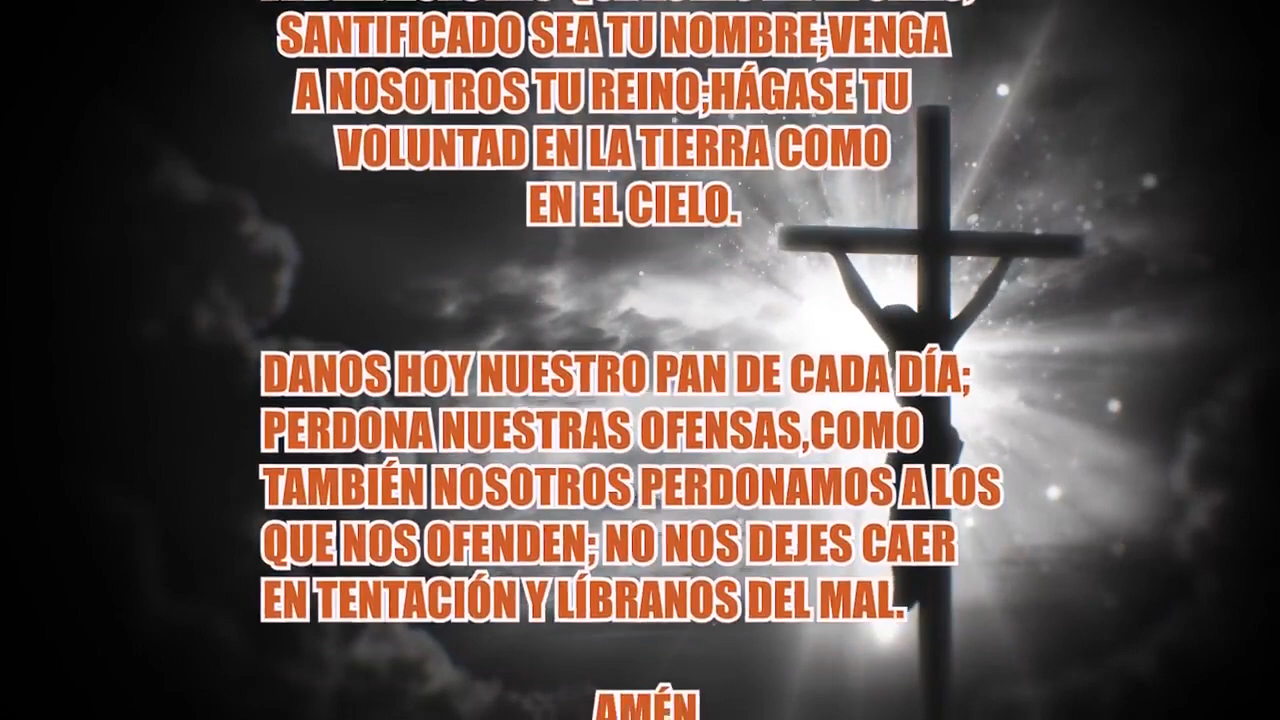 SANTIFICADO SEA TU NOMBRE;VENGA
A NOSOTROS TU REINO;HÁGASE TU
VOLUNTAD EN LA TIERRA COMO
EN EL CIELO.
DANOS HOY NUESTRO PAN DE CADA DÍA;
PERDONA NUESTRAS OFENSAS,COMO
TAMBIÉN NOSOTROS PERDONAMOS A LOS
QUE NOS OFENDEN; NO NOS DEJES CAER
EN TENTACIÓN Y LÍBRANOS DEL MAL.
AMÉN